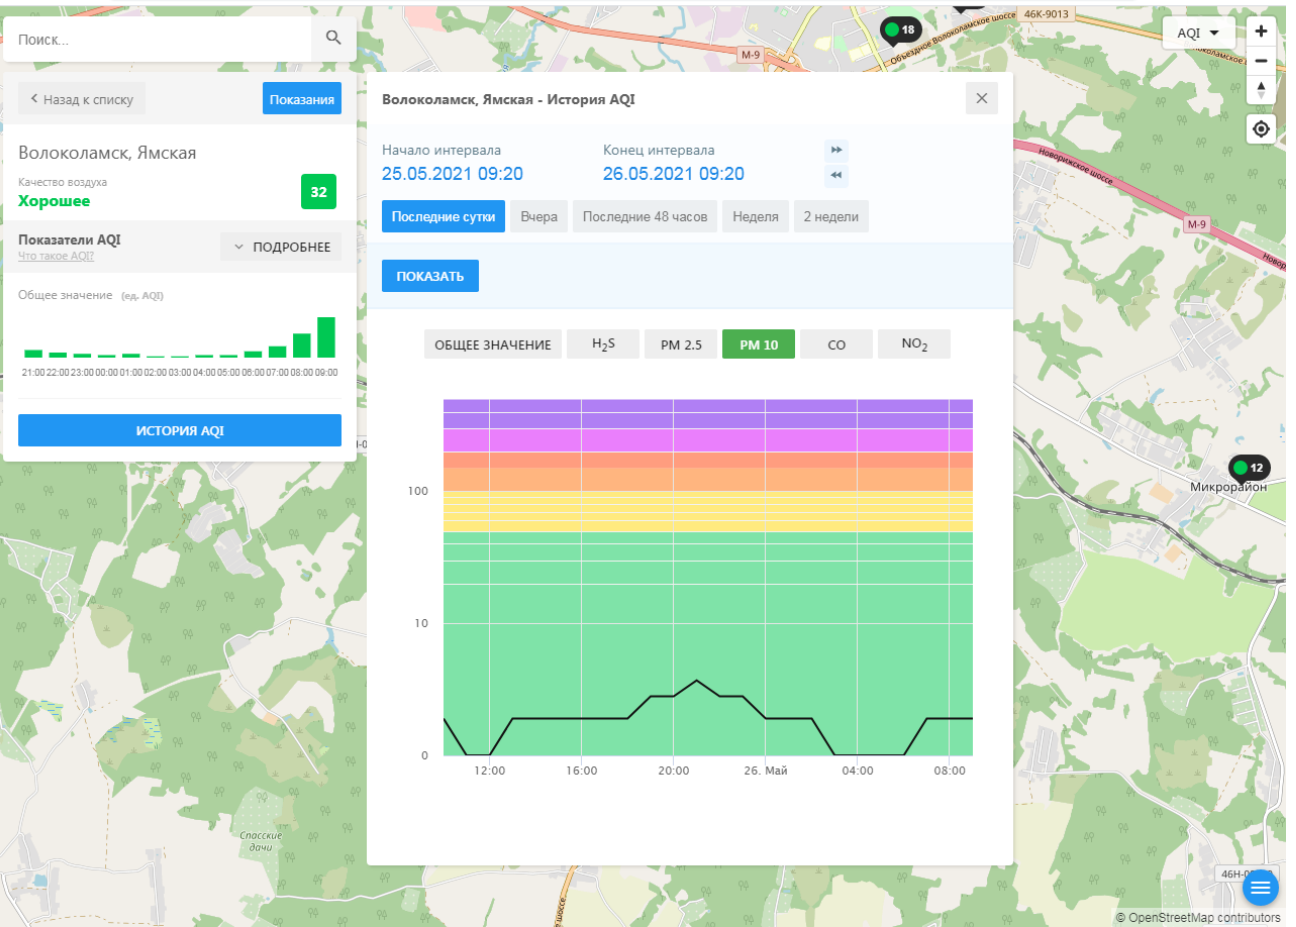 Поиск...
46К-9013
18
Объездное Волоколамское шоссе
М-9
AQI
Назад к списку
Показания
Волоколамск, Ямская
Качество воздуха
Хорошее
32
Показатели AQI
Что такое AQI?
ПОДРОБНЕЕ
Общее значение (ед. AQI)
21:00 22:00 23:00 00:00 01:00 02:00 03:00 04:00 05:00 06:00 07:00 08:00 09:00
ИСТОРИЯ AQI
Волоколамск, Ямская - История AQI
Начало интервала
Конец интервала
25.05.2021 09:20
26.05.2021 09:20
Последние сутки
Вчера
Последние 48 часов
Неделя
2 недели
ПОКАЗАТЬ
ОБЩЕЕ ЗНАЧЕНИЕ
H2S
PM 2.5
PM 10
CO
NO2
100
10
0
12:00 16:00 20:00 26. Май 04:00 08:00
Новорижское шоссе
М-9
12
Микрорайон
Спасские
дачи
© OpenStreetMap contributors